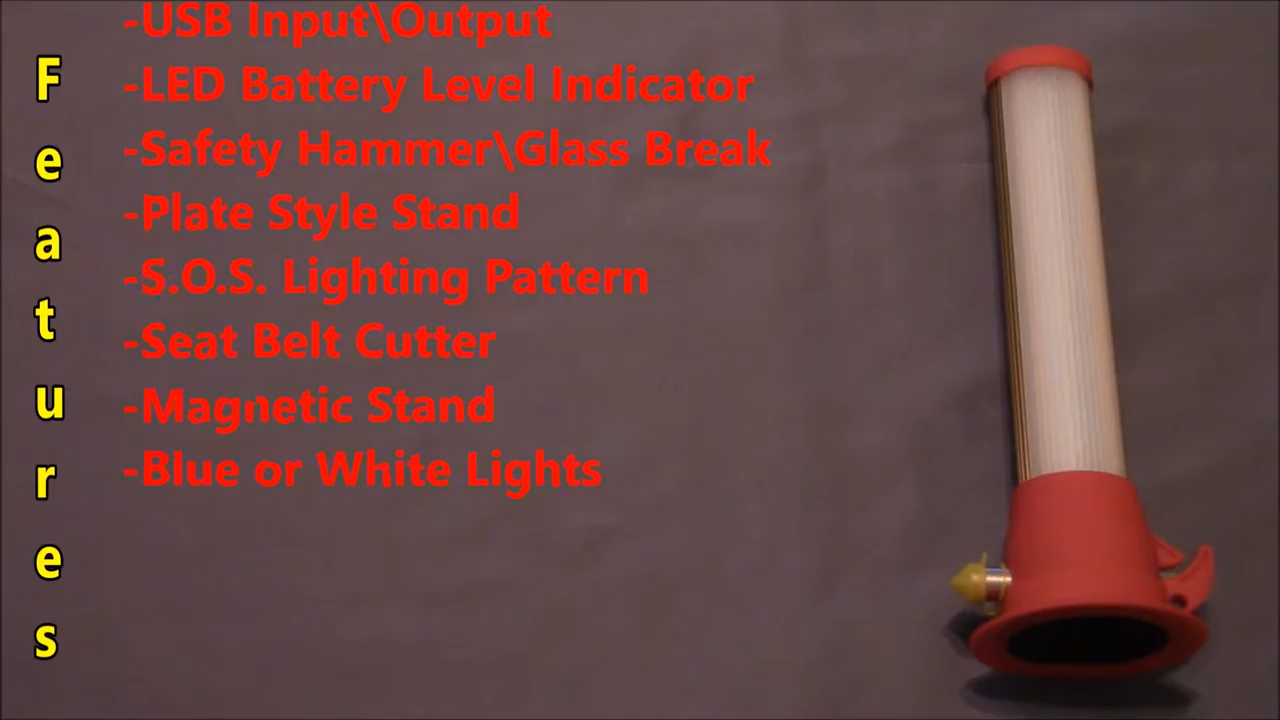 Features
-USB Input\Output
-LED Battery Level Indicator
-Safety Hammer\Glass Break
-Plate Style Stand
-S.O.S. Lighting Pattern
-Seat Belt Cutter
-Magnetic Stand
-Blue or White Lights